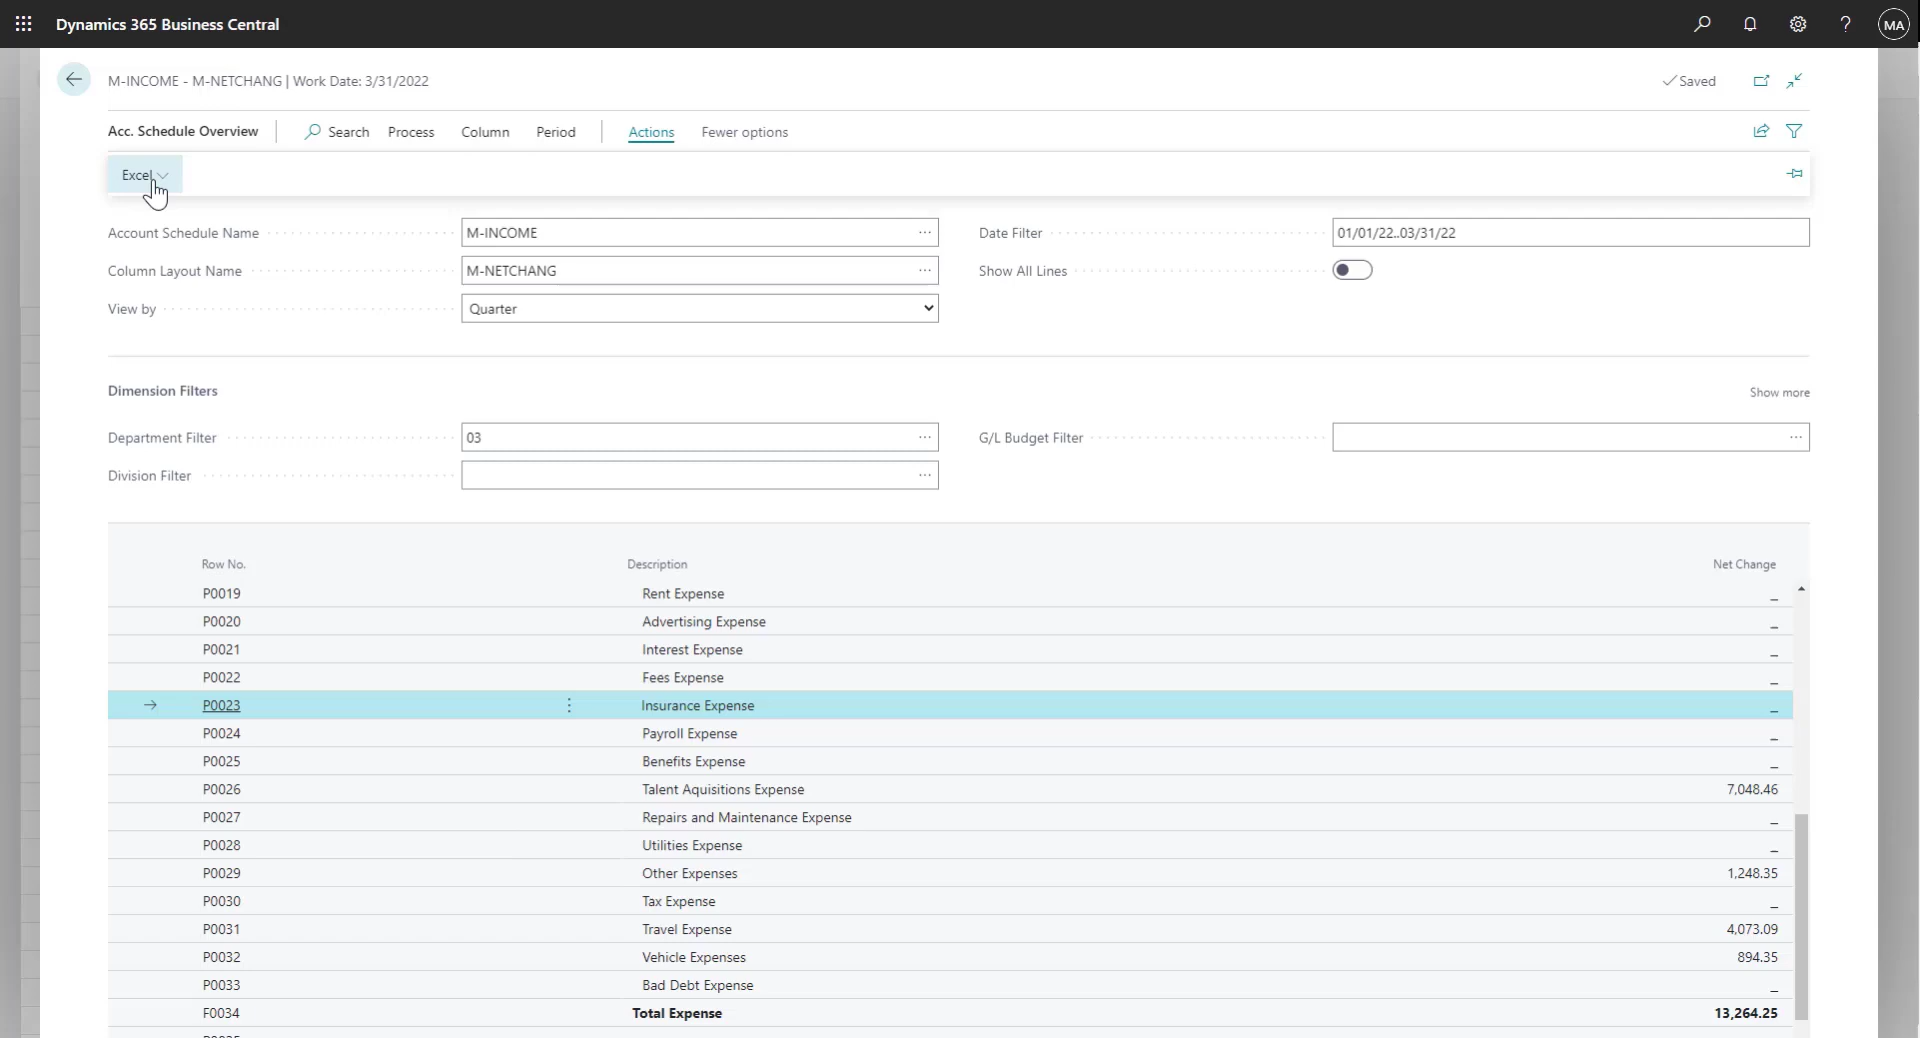 Dynamics 365 Business Central
MA
M-INCOME - M-NETCHANG | Work Date: 3/31/2022
Saved
Acc. Schedule Overview
Search
Process
Column
Period
Actions
Fewer options
Excel
Account Schedule Name
M-INCOME
Date Filter
01/01/22..03/31/22
Column Layout Name
M-NETCHANG
Show All Lines
View by
Quarter
Dimension Filters
Show more
Department Filter
03
G/L Budget Filter
Division Filter
Row No. Description Net Change
P0019 Rent Expense _
P0020 Advertising Expense _
P0021 Interest Expense _
P0022 Fees Expense _
P0023 Insurance Expense _
P0024 Payroll Expense _
P0025 Benefits Expense _
P0026 Talent Aquisitions Expense 7,048.46
P0027 Repairs and Maintenance Expense _
P0028 Utilities Expense _
P0029 Other Expenses 1,248.35
P0030 Tax Expense _
P0031 Travel Expense 4,073.09
P0032 Vehicle Expenses 894.35
P0033 Bad Debt Expense _
F0034 Total Expense 13,264.25